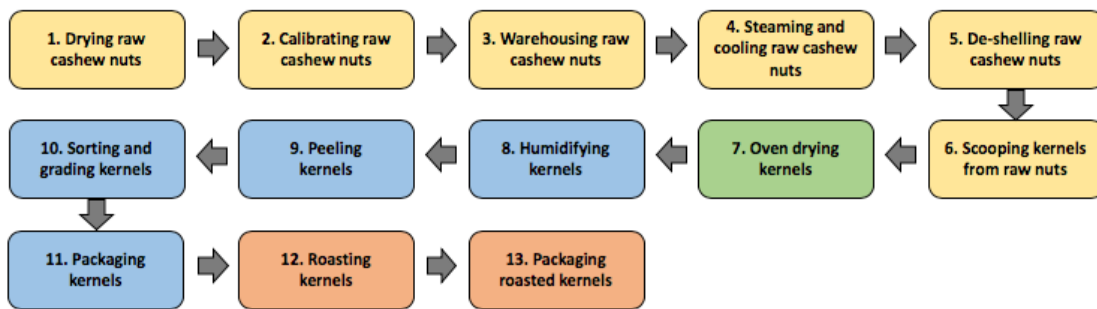 1. Drying raw
cashew nuts
2. Calibrating raw
cashew nuts
3. Warehousing raw
cashew nuts
4. Steaming and
cooling raw cashew
nuts
5. De-shelling raw
cashew nuts
6. Scooping kernels
from raw nuts
7. Oven drying
kernels
8. Humidifying
kernels
9. Peeling
kernels
10. Sorting and
grading kernels
11. Packaging
kernels
12. Roasting
kernels
13. Packaging
roasted kernels